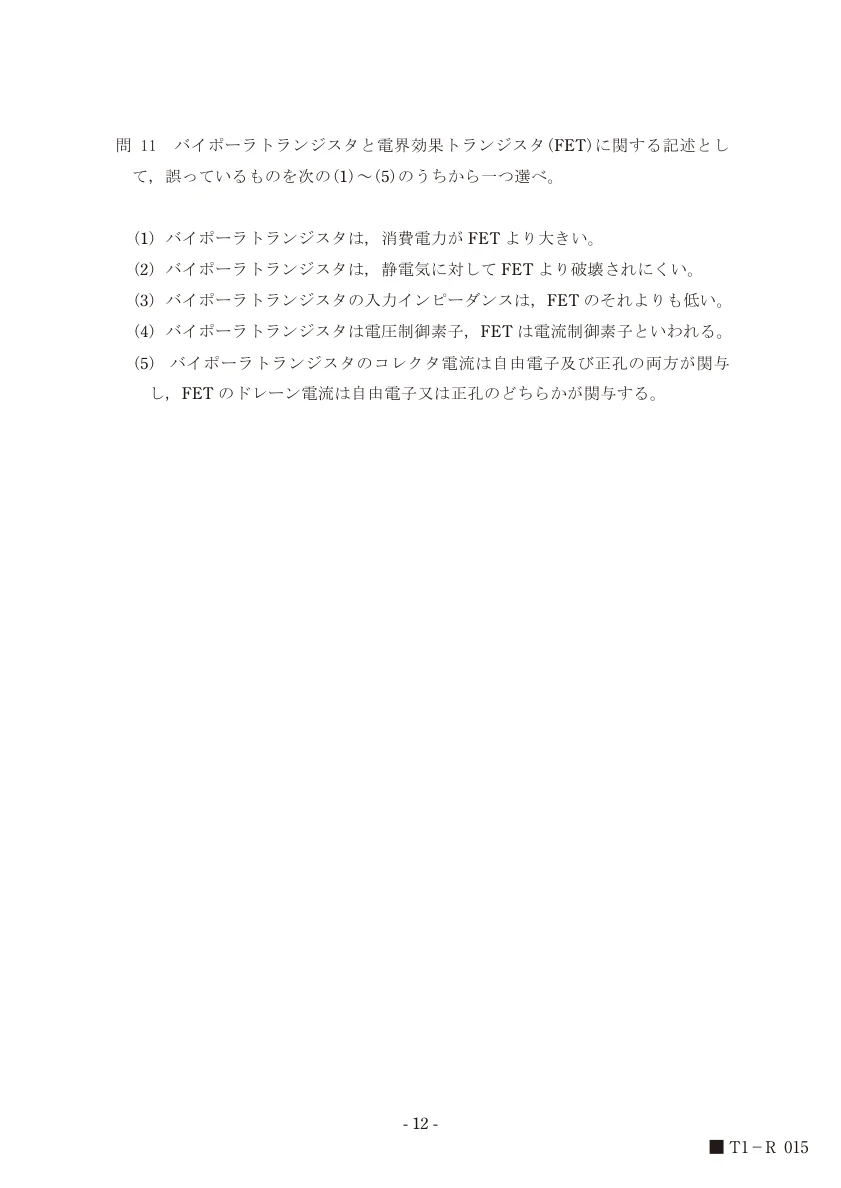 問 11 バイポーラトランジスタと電界効果トランジスタ(FET)に関する記述とし
て，誤っているものを次の(1)～(5)のうちから一つ選べ。
(1) バイポーラトランジスタは，消費電力が FET より大きい。
(2) バイポーラトランジスタは，静電気に対して FET より破壊されにくい。
(3) バイポーラトランジスタの入力インピーダンスは，FET のそれよりも低い。
(4) バイポーラトランジスタは電圧制御素子，FET は電流制御素子といわれる。
(5) バイポーラトランジスタのコレクタ電流は自由電子及び正孔の両方が関与
し，FET のドレーン電流は自由電子又は正孔のどちらかが関与する。
- 12 -
■ T1－R 015